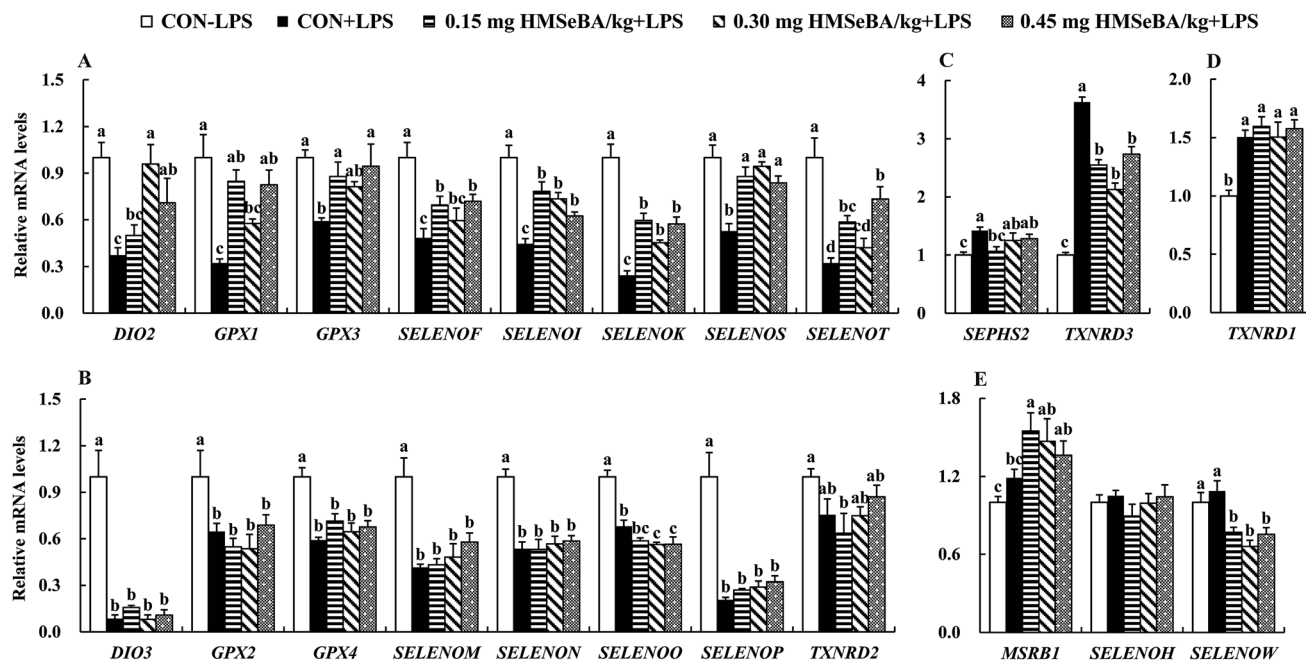 CON-LPS CON+LPS 0.15 mg HMSeBA/kg+LPS 0.30 mg HMSeBA/kg+LPS 0.45 mg HMSeBA/kg+LPS
A
Relative mRNA levels
1.5
1.2
0.9
0.6
0.3
0.0
a c bc a ab
a c ab bc ab
a b a ab a
a c b bc b
a c b b b
a c b b b
a b a a a
a d bc cd b
DIO2 GPX1 GPX3 SELENOF SELENOI SELENOK SELENOS SELENOT
C
4
3
2
1
0
c a bc ab ab
c a b b b
SEPHS2 TXNRD3
D
2.0
1.5
1.0
0.5
0.0
b a a a a
TXNRD1
B
Relative mRNA levels
1.5
1.2
0.9
0.6
0.3
0.0
a b b b b
a b b b b
a b b b b
a b b b b
a b b b b
a b bc c c
a b b b b
a ab b ab ab
DIO3 GPX2 GPX4 SELENOM SELENON SELENOO SELENOP TXNRD2
E
1.8
1.2
0.6
0.0
c bc a ab ab
a a b b b
MSRB1 SELENOH SELENOW